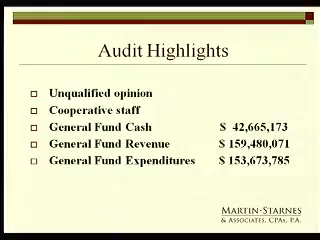 Audit Highlights
Unqualified opinion
Cooperative staff
General Fund Cash $ 42,665,173
General Fund Revenue $ 159,480,071
General Fund Expenditures $ 153,673,785
MARTIN·STARNES
& ASSOCIATES, CPAS, P.A.